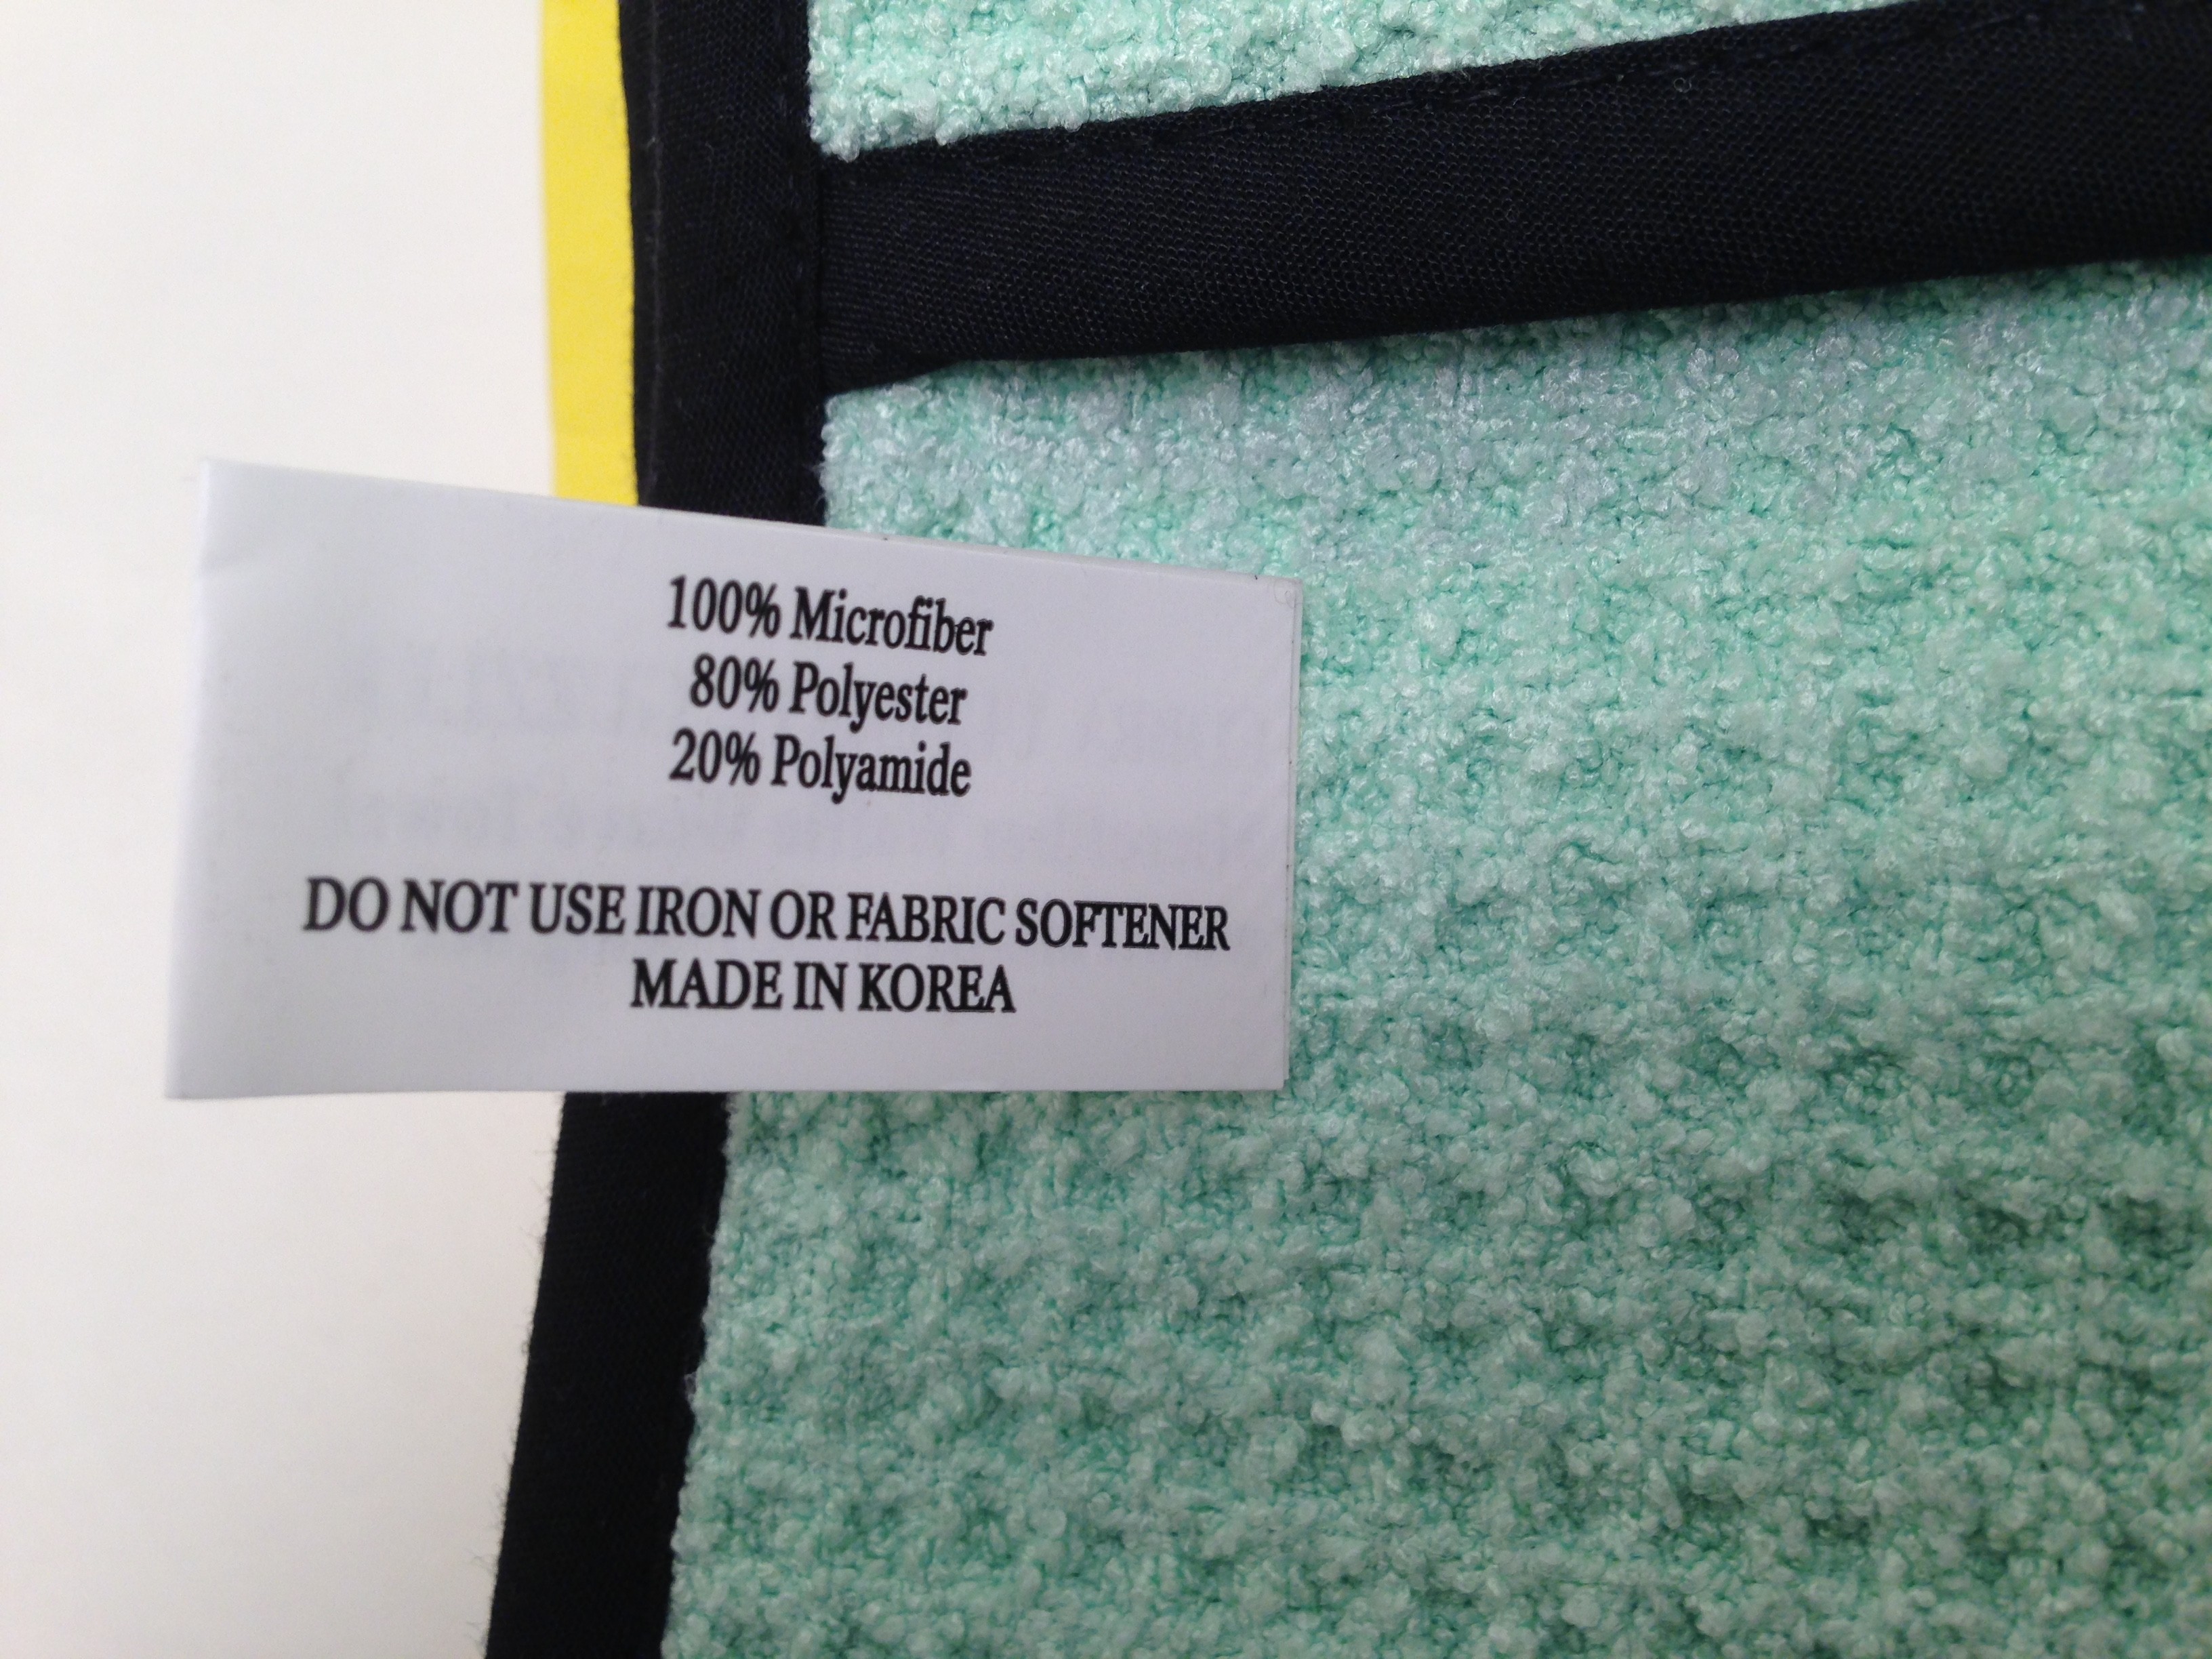 100% Microfiber
80% Polyester
20% Polyamide
DO NOT USE IRON OR FABRIC SOFTENER
MADE IN KOREA